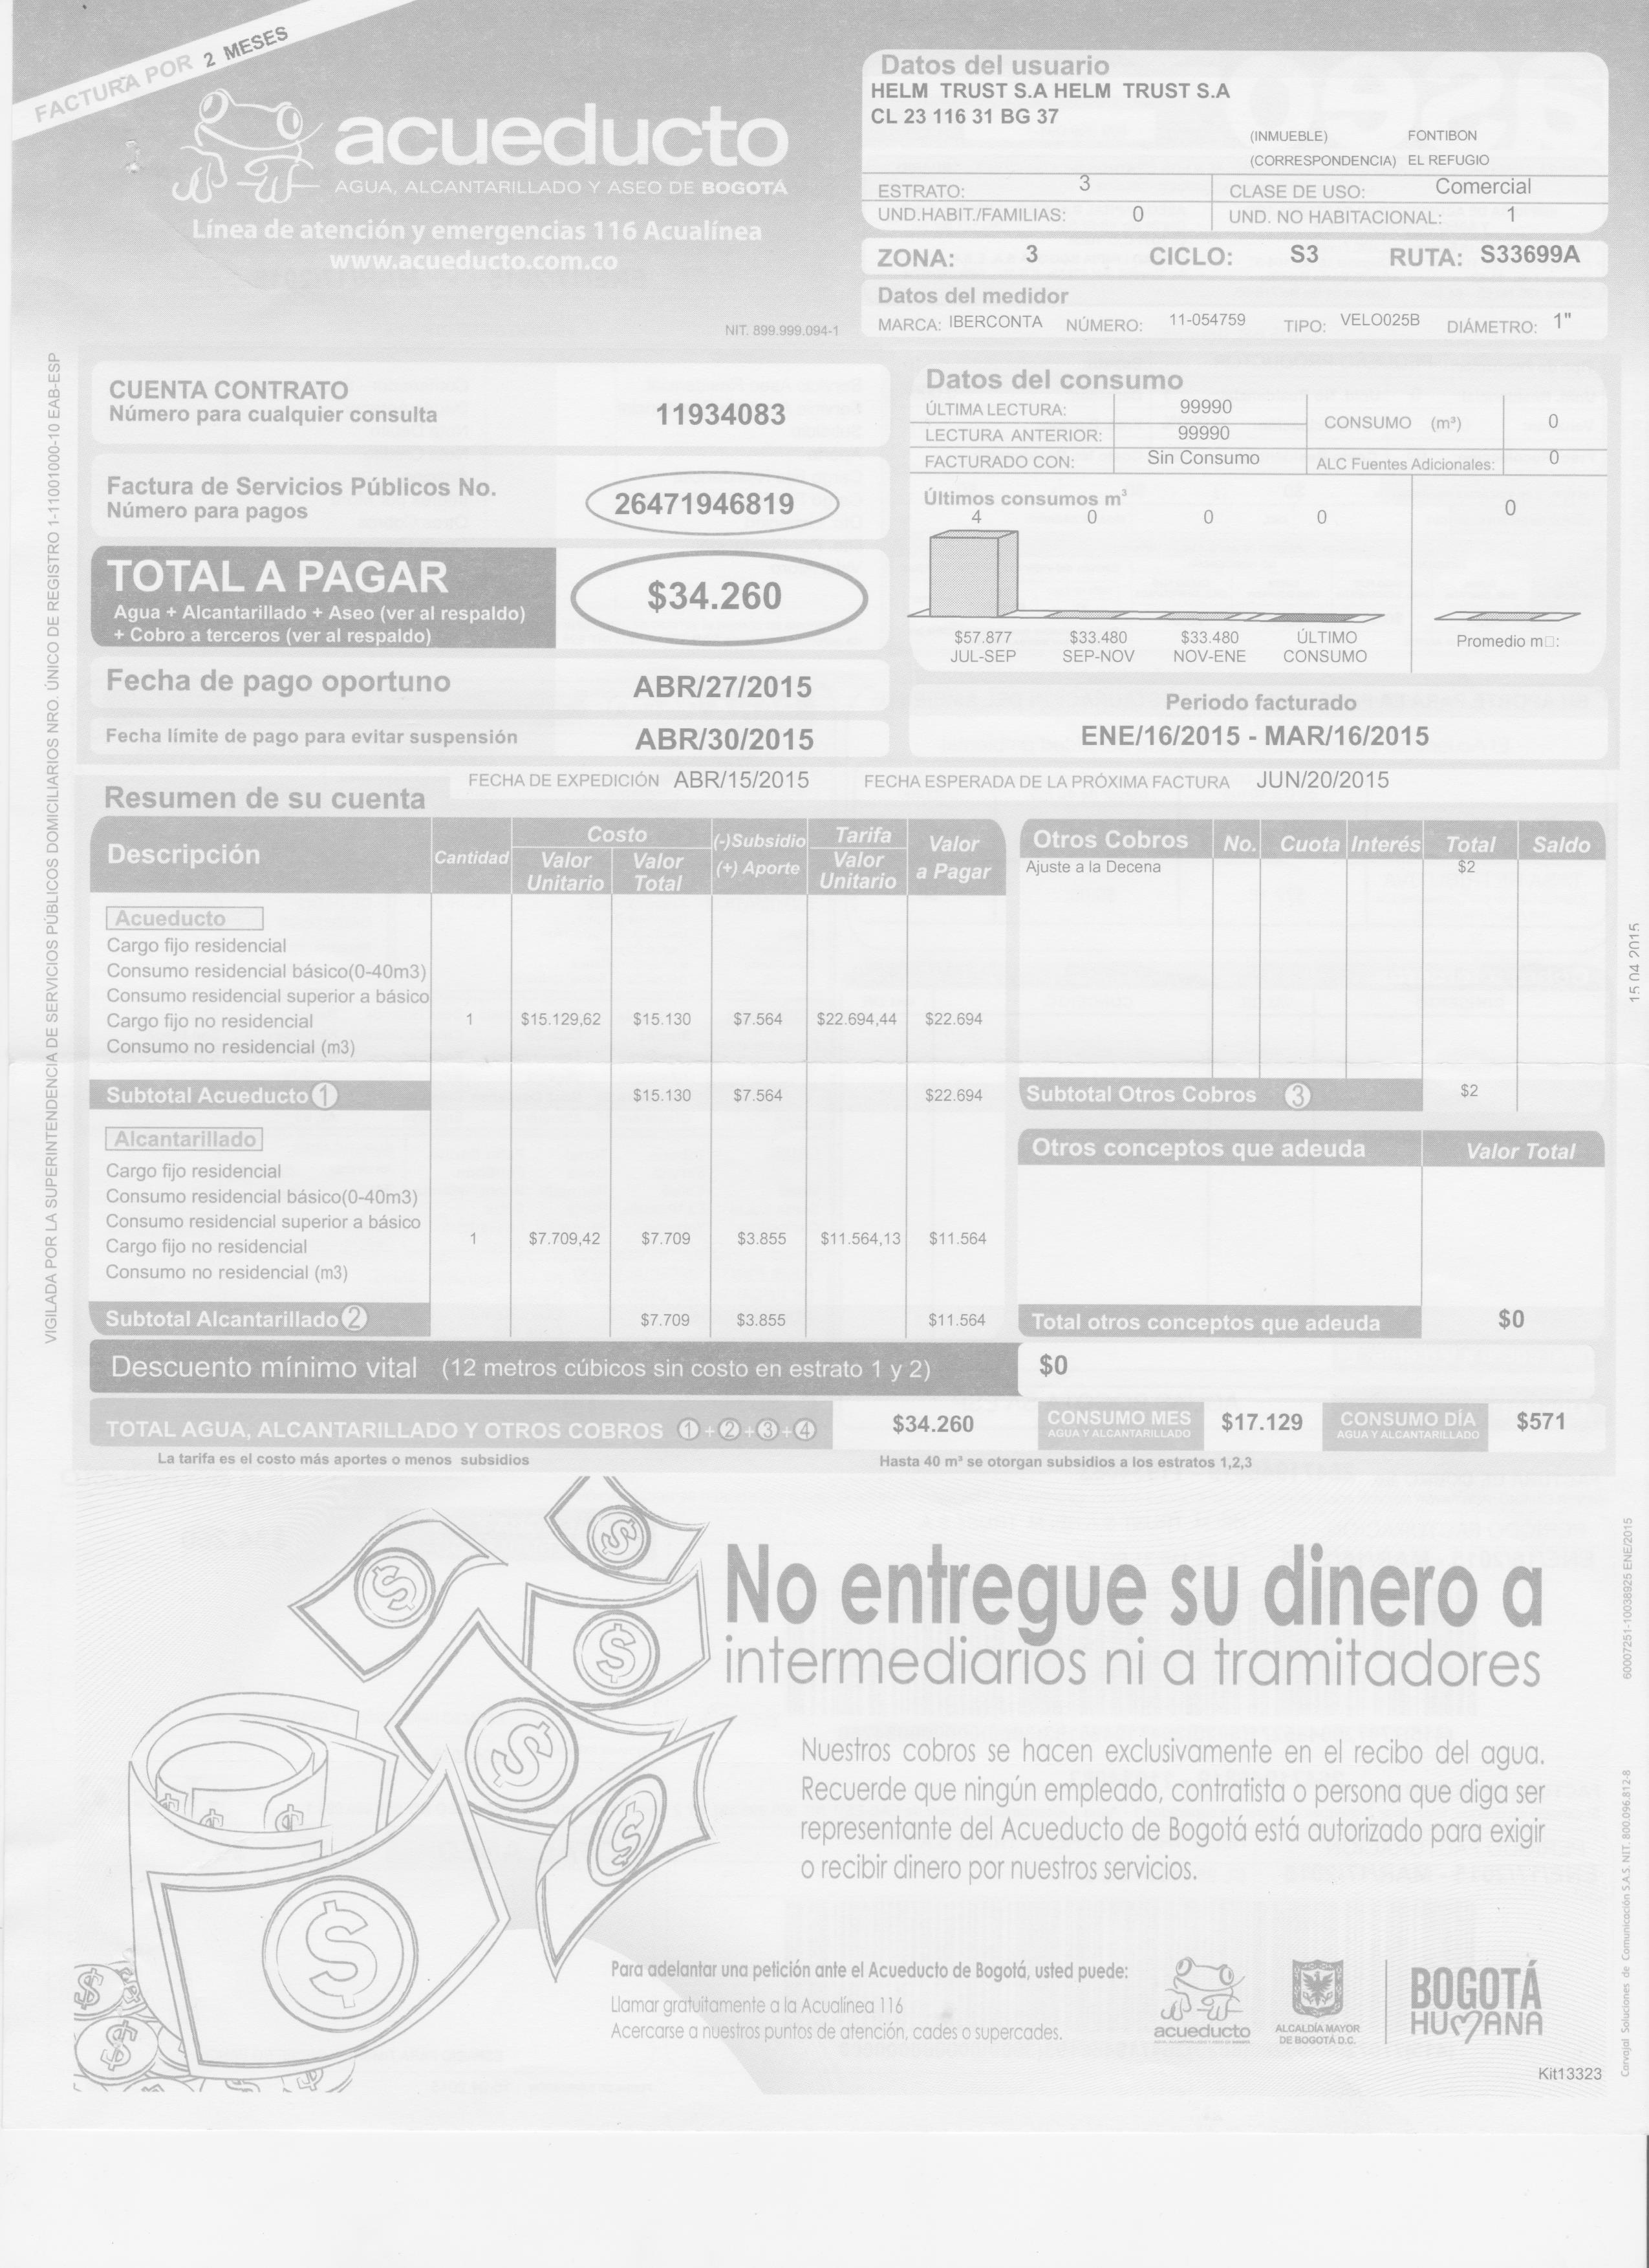 FACTURA POR 2 MESES
acueducto
AGUA, ALCANTARILLADO Y ASEO DE BOGOTÁ
Línea de atención y emergencias 116 Acualínea
www.acueducto.com.co
NIT. 899.999.094-1
Datos del usuario
HELM TRUST S.A HELM TRUST S.A
CL 23 116 31 BG 37
(INMUEBLE) FONTIBON
(CORRESPONDENCIA) EL REFUGIO
ESTRATO: 3 CLASE DE USO: Comercial
UND.HABIT./FAMILIAS: 0 UND. NO HABITACIONAL: 1
ZONA: 3 CICLO: S3 RUTA: S33699A
Datos del medidor
MARCA: IBERCONTA NÚMERO: 11-054759 TIPO: VELO025B DIÁMETRO: 1"
VIGILADA POR LA SUPERINTENDENCIA DE SERVICIOS PÚBLICOS DOMICILIARIOS NRO. ÚNICO DE REGISTRO 1-11001000-10 EAB-ESP
CUENTA CONTRATO
Número para cualquier consulta
11934083
Factura de Servicios Públicos No.
Número para pagos
26471946819
TOTAL A PAGAR
Agua + Alcantarillado + Aseo (ver al respaldo)
+ Cobro a terceros (ver al respaldo)
$34.260
Fecha de pago oportuno ABR/27/2015
Fecha límite de pago para evitar suspensión ABR/30/2015
Datos del consumo
ÚLTIMA LECTURA: 99990
LECTURA ANTERIOR: 99990
CONSUMO (m³) 0
FACTURADO CON: Sin Consumo ALC Fuentes Adicionales: 0
Últimos consumos m³
4 0 0 0 0
$57.877 $33.480 $33.480 ÚLTIMO
JUL-SEP SEP-NOV NOV-ENE CONSUMO
Promedio m□:
Periodo facturado
ENE/16/2015 - MAR/16/2015
FECHA DE EXPEDICIÓN ABR/15/2015 FECHA ESPERADA DE LA PRÓXIMA FACTURA JUN/20/2015
Resumen de su cuenta
Descripción Cantidad Costo Valor Unitario Valor Total (-)Subsidio (+) Aporte Tarifa Valor Unitario Valor a Pagar
Acueducto
Cargo fijo residencial
Consumo residencial básico(0-40m3)
Consumo residencial superior a básico
Cargo fijo no residencial 1 $15.129,62 $15.130 $7.564 $22.694,44 $22.694
Consumo no residencial (m3)
Subtotal Acueducto 1 $15.130 $7.564 $22.694
Alcantarillado
Cargo fijo residencial
Consumo residencial básico(0-40m3)
Consumo residencial superior a básico
Cargo fijo no residencial 1 $7.709,42 $7.709 $3.855 $11.564,13 $11.564
Consumo no residencial (m3)
Subtotal Alcantarillado 2 $7.709 $3.855 $11.564
Otros Cobros No. Cuota Interés Total Saldo
Ajuste a la Decena $2
Subtotal Otros Cobros 3 $2
Otros conceptos que adeuda Valor Total
Total otros conceptos que adeuda $0
Descuento mínimo vital (12 metros cúbicos sin costo en estrato 1 y 2) $0
TOTAL AGUA, ALCANTARILLADO Y OTROS COBROS 1+2+3+4 $34.260
CONSUMO MES
AGUA Y ALCANTARILLADO
$17.129
CONSUMO DÍA
AGUA Y ALCANTARILLADO
$571
La tarifa es el costo más aportes o menos subsidios
Hasta 40 m³ se otorgan subsidios a los estratos 1,2,3
15 04 2015
No entregue su dinero a
intermediarios ni a tramitadores
Nuestros cobros se hacen exclusivamente en el recibo del agua.
Recuerde que ningún empleado, contratista o persona que diga ser
representante del Acueducto de Bogotá está autorizado para exigir
o recibir dinero por nuestros servicios.
Para adelantar una petición ante el Acueducto de Bogotá, usted puede:
Llamar gratuitamente a la Acualínea 116
Acercarse a nuestros puntos de atención, cades o supercades.
acueducto
ALCALDÍA MAYOR
DE BOGOTÁ D.C.
BOGOTÁ
HUMANA
Kit13323
60007251-10038925 ENE/2015
Carvajal Soluciones de Comunicación S.A.S. NIT. 800.096.812-8